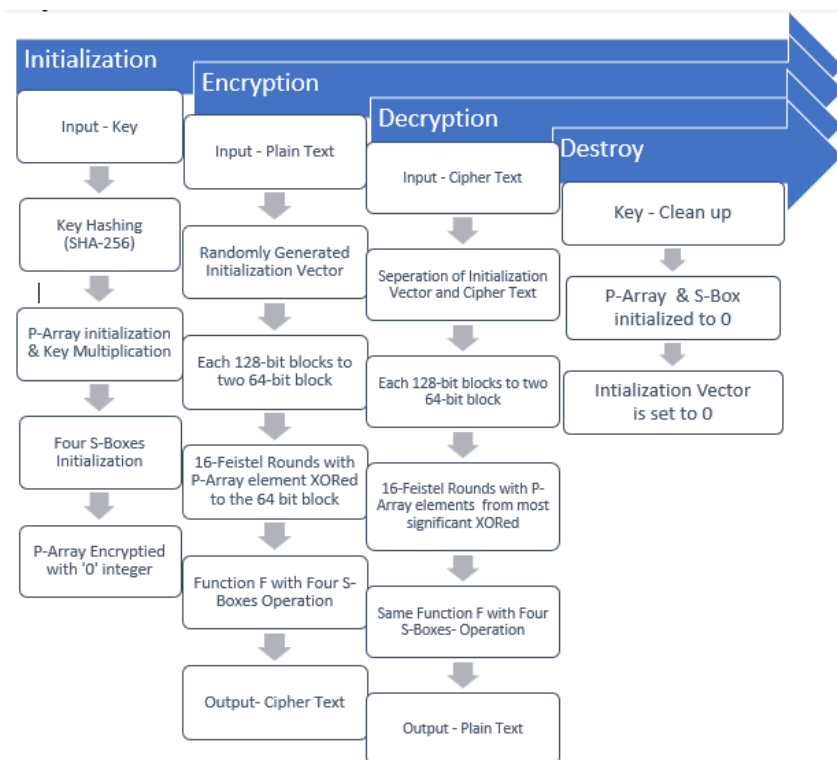 Initialization
Input - Key
Key Hashing
(SHA-256)
P-Array initialization
& Key Multiplication
Four S-Boxes
Initialization
P-Array Encryptied
with '0' integer
Encryption
Input - Plain Text
Randomly Generated
Initialization Vector
Each 128-bit blocks to
two 64-bit block
16-Feistel Rounds with
P-Array element XORed
to the 64 bit block
Function F with Four S-
Boxes Operation
Output- Cipher Text
Decryption
Input - Cipher Text
Seperation of Initialization
Vector and Cipher Text
Each 128-bit blocks to two
64-bit block
16-Feistel Rounds with P-
Array elements from most
significant XORed
Same Function F with Four
S-Boxes- Operation
Output - Plain Text
Destroy
Key - Clean up
P-Array & S-Box
initialized to 0
Intialization Vector
is set to 0